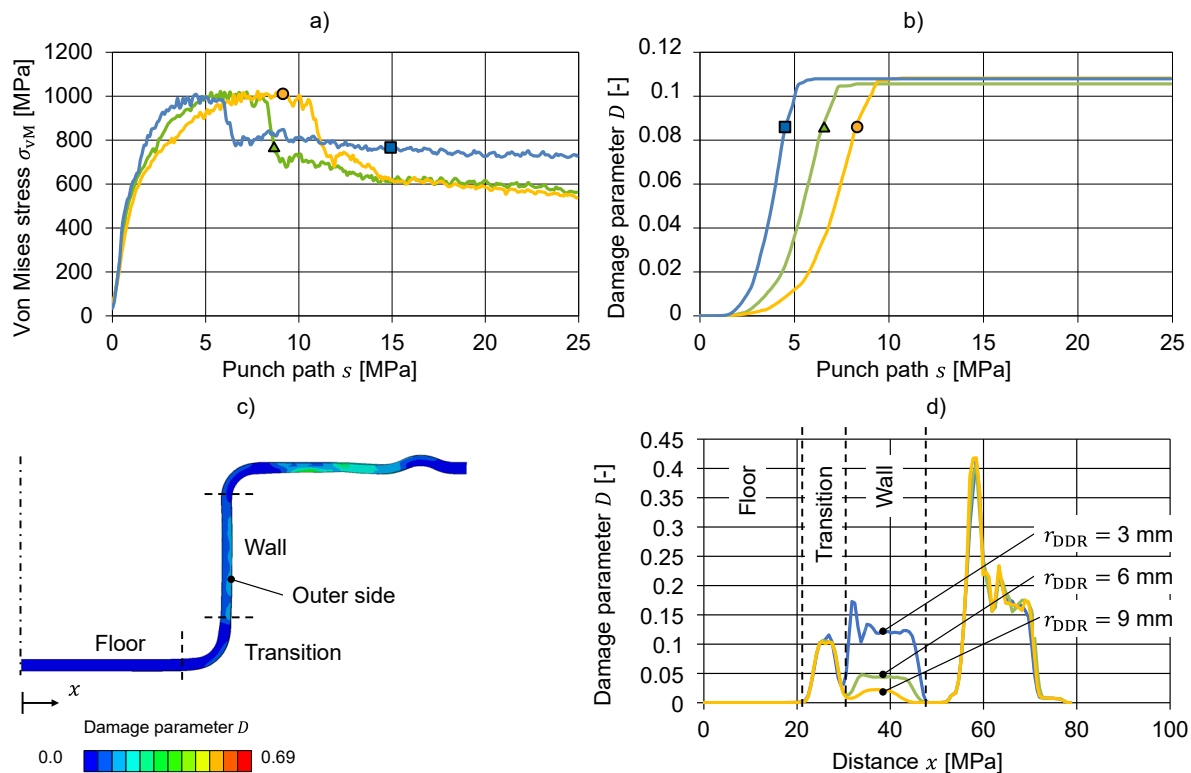 a)
1200
1000
800
600
400
200
0
Von Mises stress σvM [MPa]
0 5 10 15 20 25
Punch path s [MPa]
b)
0.12
0.1
0.08
0.06
0.04
0.02
0
Damage parameter D [-]
0 5 10 15 20 25
Punch path s [MPa]
c)
Wall
Outer side
Floor
Transition
x
Damage parameter D
0.0 0.69
d)
0.45
0.4
0.35
0.3
0.25
0.2
0.15
0.1
0.05
0
Damage parameter D [-]
Floor
Transition
Wall
rDDR = 3 mm
rDDR = 6 mm
rDDR = 9 mm
0 20 40 60 80 100
Distance x [MPa]